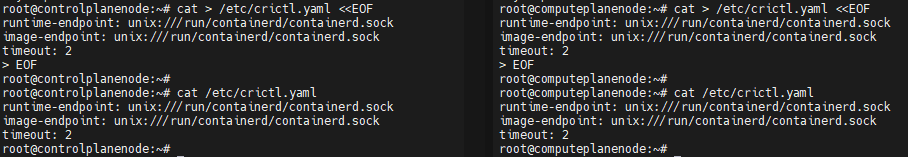 root@controlplanenode:~# cat > /etc/crictl.yaml <<EOF
runtime-endpoint: unix:///run/containerd/containerd.sock
image-endpoint: unix:///run/containerd/containerd.sock
timeout: 2
> EOF
root@controlplanenode:~#
root@controlplanenode:~# cat /etc/crictl.yaml
runtime-endpoint: unix:///run/containerd/containerd.sock
image-endpoint: unix:///run/containerd/containerd.sock
timeout: 2
root@controlplanenode:~#
root@computeplanenode:~# cat > /etc/crictl.yaml <<EOF
runtime-endpoint: unix:///run/containerd/containerd.sock
image-endpoint: unix:///run/containerd/containerd.sock
timeout: 2
> EOF
root@computeplanenode:~#
root@computeplanenode:~# cat /etc/crictl.yaml
runtime-endpoint: unix:///run/containerd/containerd.sock
image-endpoint: unix:///run/containerd/containerd.sock
timeout: 2
root@computeplanenode:~#